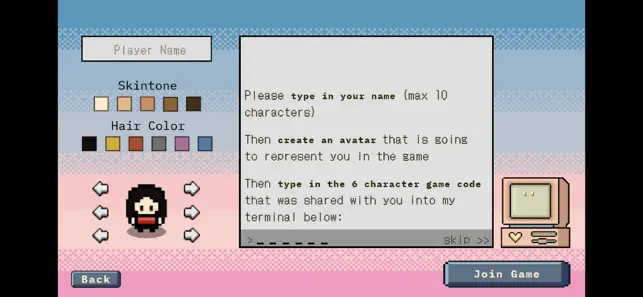 Player Name
Skintone
Hair Color
Please type in your name (max 10
characters)
Then create an avatar that is going
to represent you in the game
Then type in the 6 character game code
that was shared with you into my
terminal below:
>_ _ _ _ _ _
skip >>
Back
Join Game